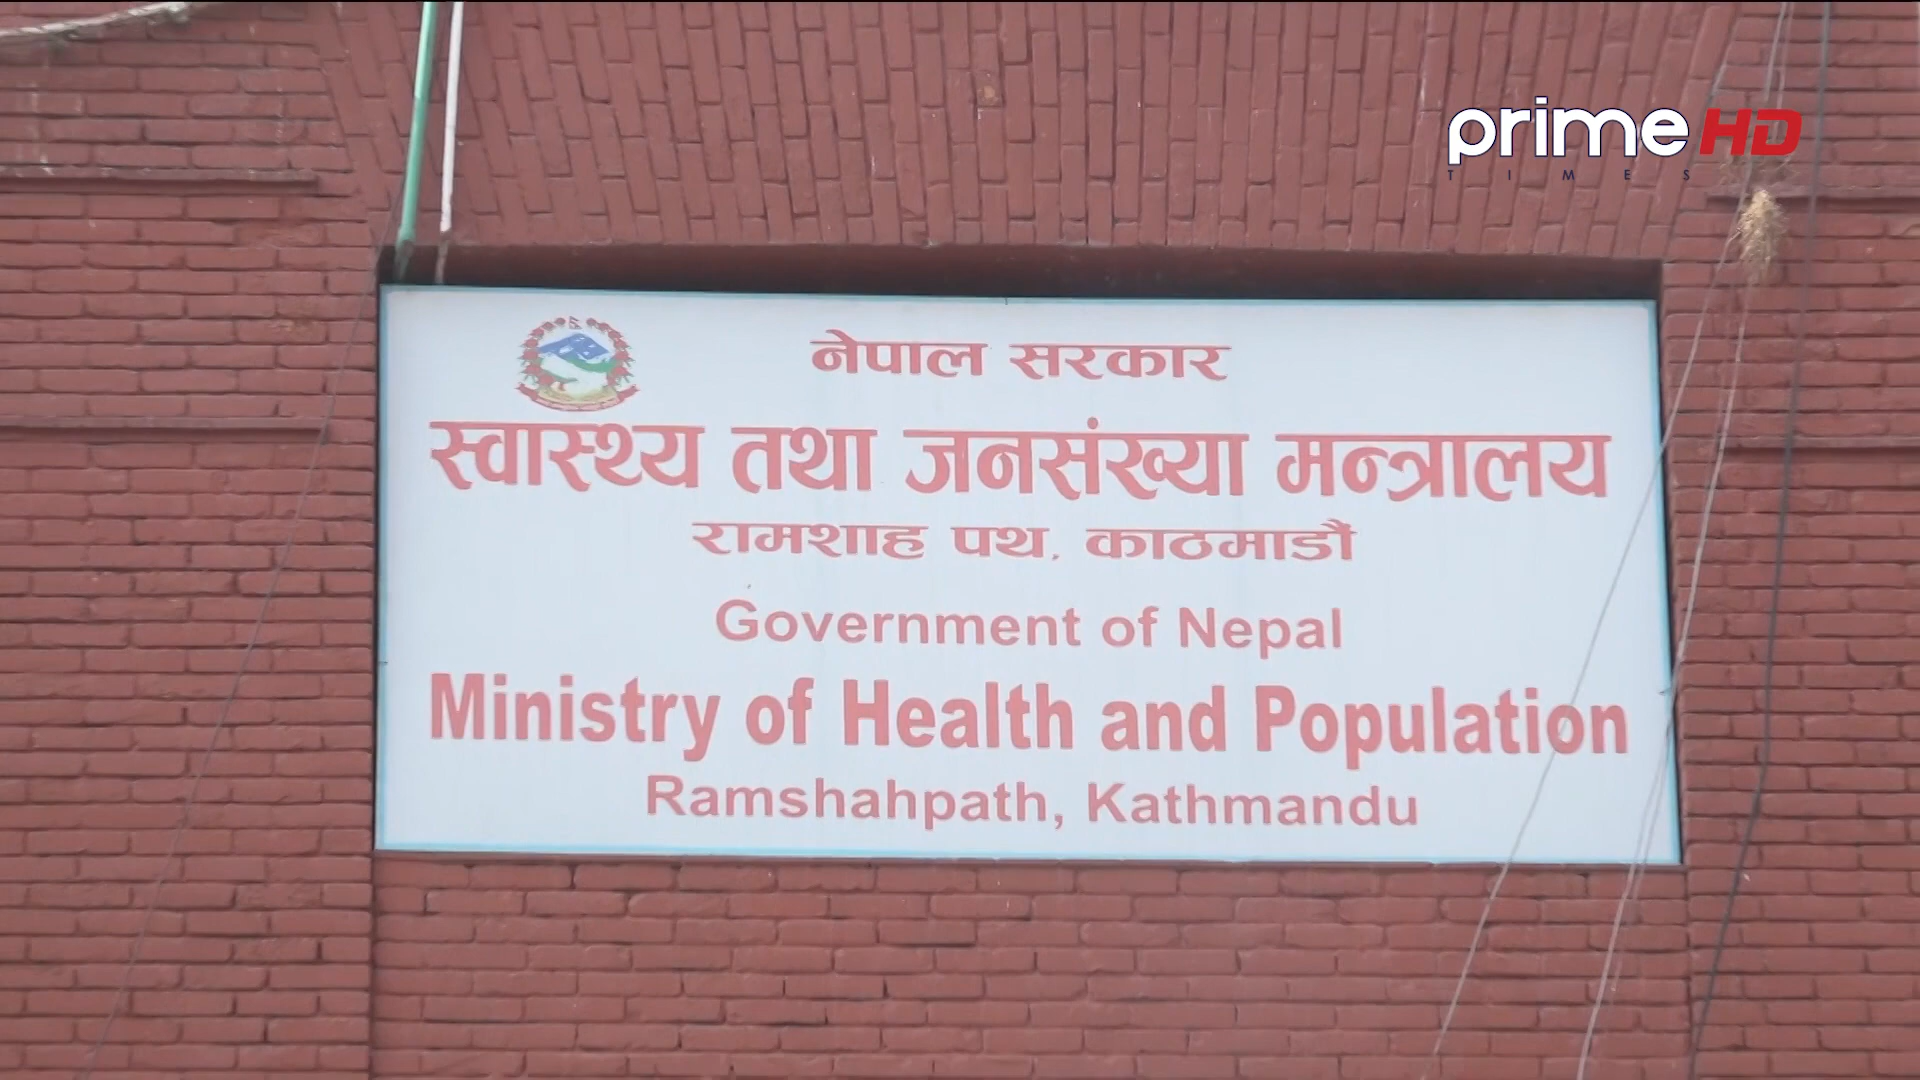 prime HD
TIMES
नेपाल सरकार
स्वास्थ्य तथा जनसंख्या मन्त्रालय
रामशाह पथ, काठमाडौं
Government of Nepal
Ministry of Health and Population
Ramshahpath, Kathmandu